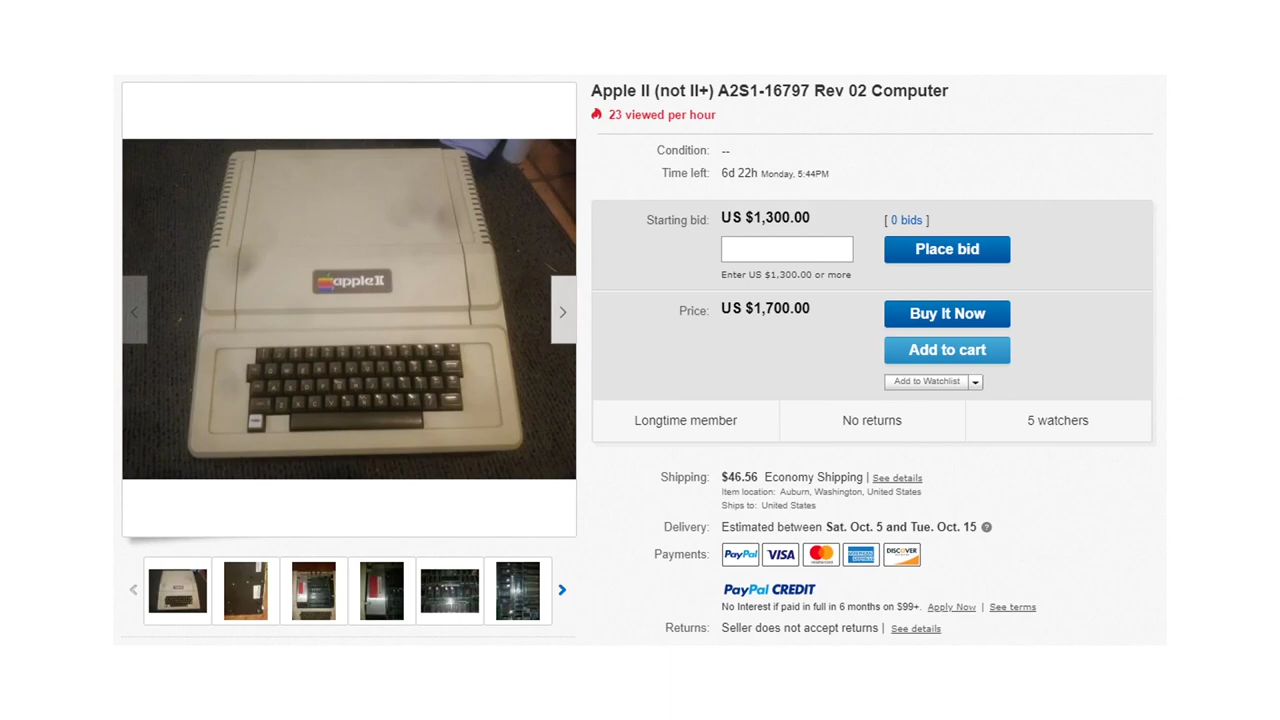 Apple II (not II+) A2S1-16797 Rev 02 Computer
23 viewed per hour
Condition: --
Time left: 6d 22h Monday, 5:44PM
Starting bid: US $1,300.00 [ 0 bids ]
Place bid
Enter US $1,300.00 or more
Price: US $1,700.00
Buy It Now
Add to cart
Add to Watchlist
Longtime member No returns 5 watchers
Shipping: $46.56 Economy Shipping | See details
Item location: Auburn, Washington, United States
Ships to: United States
Delivery: Estimated between Sat. Oct. 5 and Tue. Oct. 15 ?
Payments: PayPal VISA MasterCard AMERICAN EXPRESS DISCOVER
PayPal CREDIT
No Interest if paid in full in 6 months on $99+. Apply Now | See terms
Returns: Seller does not accept returns | See details
apple II